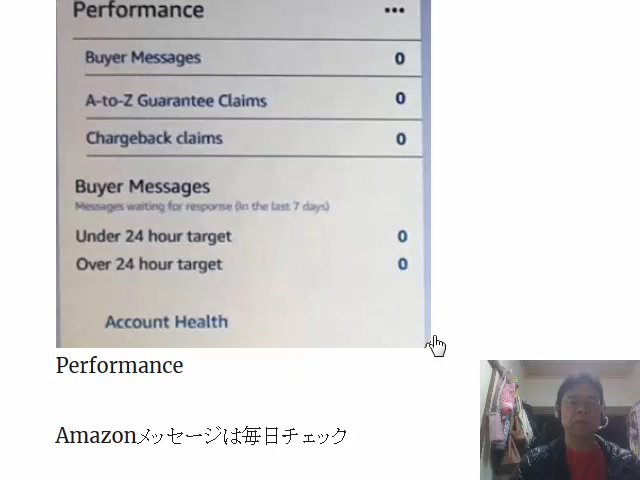 Performance •••
Buyer Messages 0
A-to-Z Guarantee Claims 0
Chargeback claims 0
Buyer Messages
Messages waiting for response (in the last 7 days)
Under 24 hour target 0
Over 24 hour target 0
Account Health
Performance
Amazonメッセージは毎日チェック